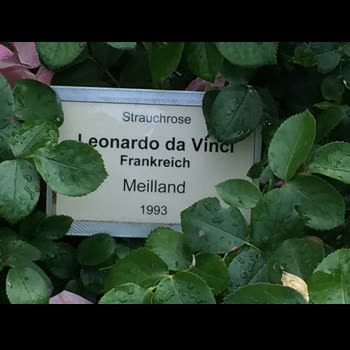 Strauchrose
Leonardo da Vinci
Frankreich
Meilland
1993